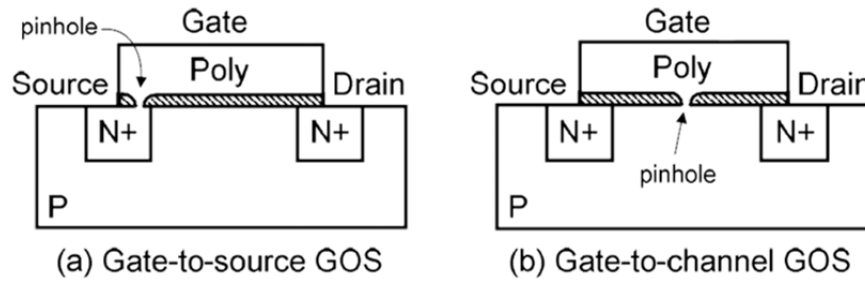 Gate
pinhole
Poly
Source
Drain
N+
N+
P
(a) Gate-to-source GOS
Gate
Poly
Source
Drain
N+
N+
pinhole
P
(b) Gate-to-channel GOS